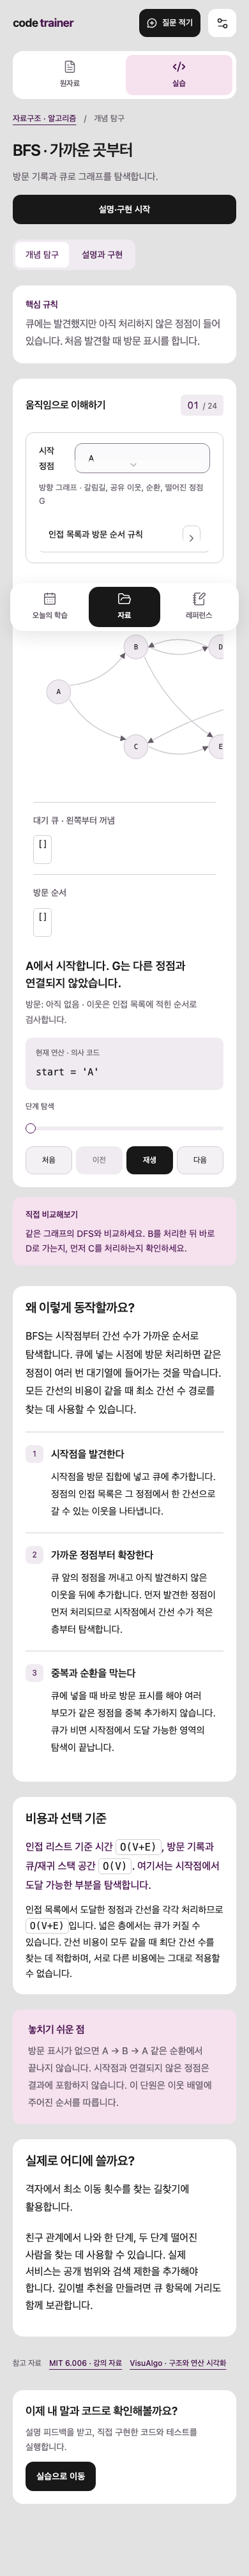 code trainer
질문 적기
원자료
실습
자료구조 · 알고리즘 / 개념 탐구
BFS · 가까운 곳부터
방문 기록과 큐로 그래프를 탐색합니다.
설명·구현 시작
개념 탐구
설명과 구현
핵심 규칙
큐에는 발견했지만 아직 처리하지 않은 정점이 들어
있습니다. 처음 발견할 때 방문 표시를 합니다.
움직임으로 이해하기
01 / 24
시작
정점
A
방향 그래프 · 갈림길, 공유 이웃, 순환, 떨어진 정점
G
인접 목록과 방문 순서 규칙
오늘의 학습
자료
레퍼런스
B
D
A
C
E
대기 큐 · 왼쪽부터 꺼냄
[]
방문 순서
[]
A에서 시작합니다. G는 다른 정점과
연결되지 않았습니다.
방문: 아직 없음 · 이웃은 인접 목록에 적힌 순서로
검사합니다.
현재 연산 · 의사 코드
start = 'A'
단계 탐색
처음
이전
재생
다음
직접 비교해보기
같은 그래프의 DFS와 비교하세요. B를 처리한 뒤 바로
D로 가는지, 먼저 C를 처리하는지 확인하세요.
왜 이렇게 동작할까요?
BFS는 시작점부터 간선 수가 가까운 순서로
탐색합니다. 큐에 넣는 시점에 방문 처리하면 같은
정점이 여러 번 대기열에 들어가는 것을 막습니다.
모든 간선의 비용이 같을 때 최소 간선 수 경로를
찾는 데 사용할 수 있습니다.
1
시작점을 발견한다
시작점을 방문 집합에 넣고 큐에 추가합니다.
정점의 인접 목록은 그 정점에서 한 간선으로
갈 수 있는 이웃을 나타냅니다.
2
가까운 정점부터 확장한다
큐 앞의 정점을 꺼내고 아직 발견하지 않은
이웃을 뒤에 추가합니다. 먼저 발견한 정점이
먼저 처리되므로 시작점에서 간선 수가 적은
층부터 탐색합니다.
3
중복과 순환을 막는다
큐에 넣을 때 바로 방문 표시를 해야 여러
부모가 같은 정점을 중복 추가하지 않습니다.
큐가 비면 시작점에서 도달 가능한 영역의
탐색이 끝납니다.
비용과 선택 기준
인접 리스트 기준 시간 O(V+E), 방문 기록과
큐/재귀 스택 공간 O(V). 여기서는 시작점에서
도달 가능한 부분을 탐색합니다.
인접 목록에서 도달한 정점과 간선을 각각 처리하므로
O(V+E)입니다. 넓은 층에서는 큐가 커질 수
있습니다. 간선 비용이 모두 같을 때 최단 간선 수를
찾는 데 적합하며, 서로 다른 비용에는 그대로 적용할
수 없습니다.
놓치기 쉬운 점
방문 표시가 없으면 A → B → A 같은 순환에서
끝나지 않습니다. 시작점과 연결되지 않은 정점은
결과에 포함하지 않습니다. 이 단원은 이웃 배열에
주어진 순서를 따릅니다.
실제로 어디에 쓸까요?
격자에서 최소 이동 횟수를 찾는 길찾기에
활용합니다.
친구 관계에서 나와 한 단계, 두 단계 떨어진
사람을 찾는 데 사용할 수 있습니다. 실제
서비스는 공개 범위와 검색 제한을 추가해야
합니다. 깊이별 추천을 만들려면 큐 항목에 거리도
함께 보관합니다.
참고 자료 MIT 6.006 · 강의 자료 VisuAlgo · 구조와 연산 시각화
이제 내 말과 코드로 확인해볼까요?
설명 피드백을 받고, 직접 구현한 코드와 테스트를
실행합니다.
실습으로 이동